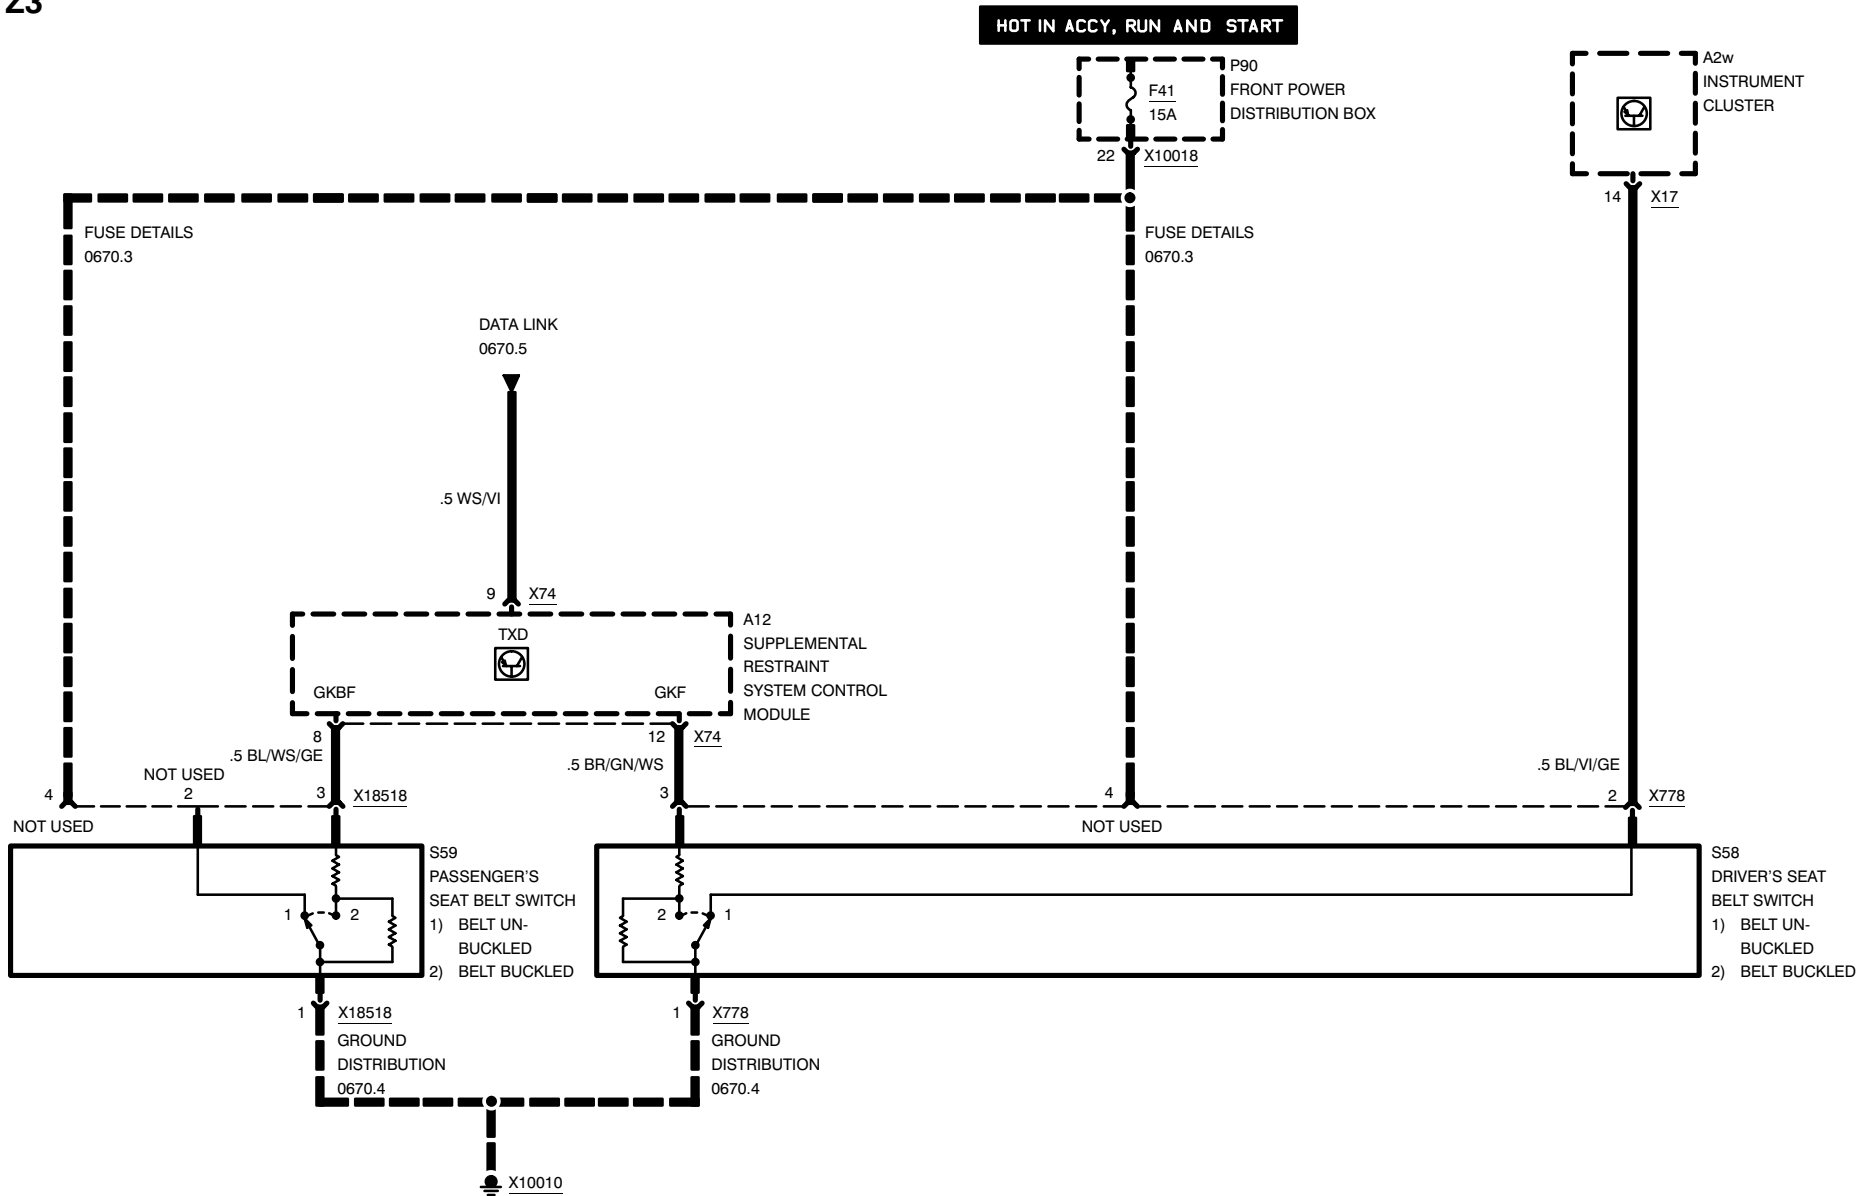 Z3
HOT IN ACCY, RUN AND START
P90
FRONT POWER
DISTRIBUTION BOX
F41
15A
22 X10018
A2w
INSTRUMENT
CLUSTER
14 X17
FUSE DETAILS
0670.3
FUSE DETAILS
0670.3
DATA LINK
0670.5
.5 WS/VI
9 X74
TXD
GKBF
GKF
A12
SUPPLEMENTAL
RESTRAINT
SYSTEM CONTROL
MODULE
8
12 X74
.5 BL/WS/GE
.5 BR/GN/WS
.5 BL/VI/GE
NOT USED
4
2
3 X18518
3
4
2 X778
NOT USED
NOT USED
S59
PASSENGER'S
SEAT BELT SWITCH
1) BELT UN-
BUCKLED
2) BELT BUCKLED
1
2
2
1
S58
DRIVER'S SEAT
BELT SWITCH
1) BELT UN-
BUCKLED
2) BELT BUCKLED
1 X18518
GROUND
DISTRIBUTION
0670.4
1 X778
GROUND
DISTRIBUTION
0670.4
X10010